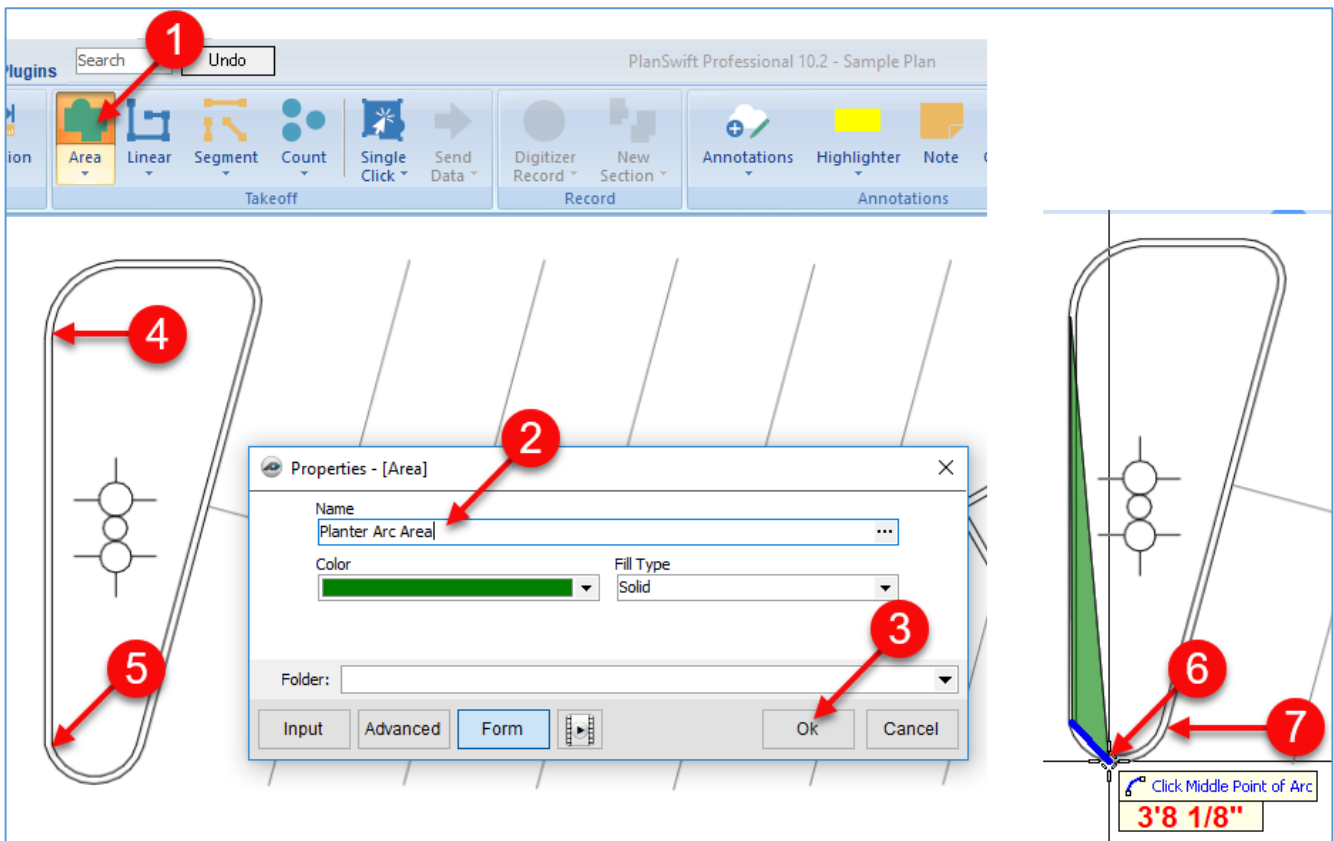 1
Search
Undo
PlanSwift Professional 10.2 - Sample Plan
lugins
ion
Area
Linear
Segment
Count
Single Click
Send Data
Digitizer Record
New Section
Annotations
Highlighter
Note
Takeoff
Record
Annotations
4
2
Properties - [Area]
Name
Planter Arc Area
...
Color
Fill Type
Solid
3
5
Folder:
Input
Advanced
Form
Ok
Cancel
6
7
Click Middle Point of Arc
3'8 1/8"